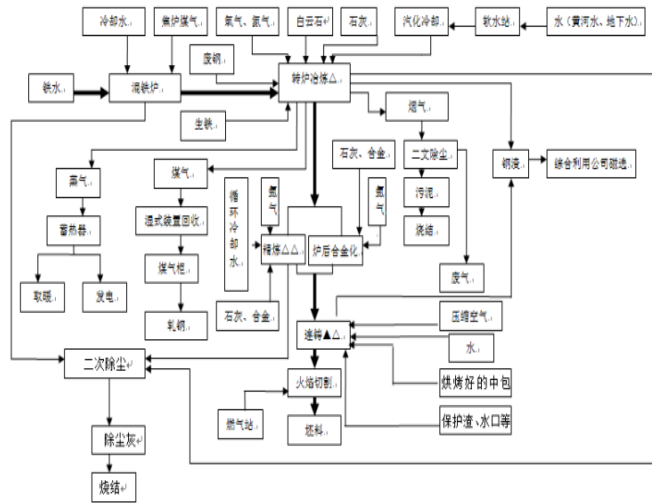 冷却水
焦炉煤气
氧气、氩气
白云石
石灰
汽化冷却
软水站
水（黄河水、地下水）
废钢
铁水
混铁炉
转炉冶炼△
生铁
烟气
石灰、合金
二文除尘
钢渣
综合利用公司磁选
蒸气
煤气
循环冷却水
氩气
氩气
污泥
湿式装置回收
蓄热器
精炼△△
炉后合金化
烧结
煤气柜
废气
取暖
发电
轧钢
石灰、合金
压缩空气
连铸▲△
水
二次除尘
火焰切割
烘烤好的中包
燃气站
坯料
保护渣、水口等
除尘灰
烧结